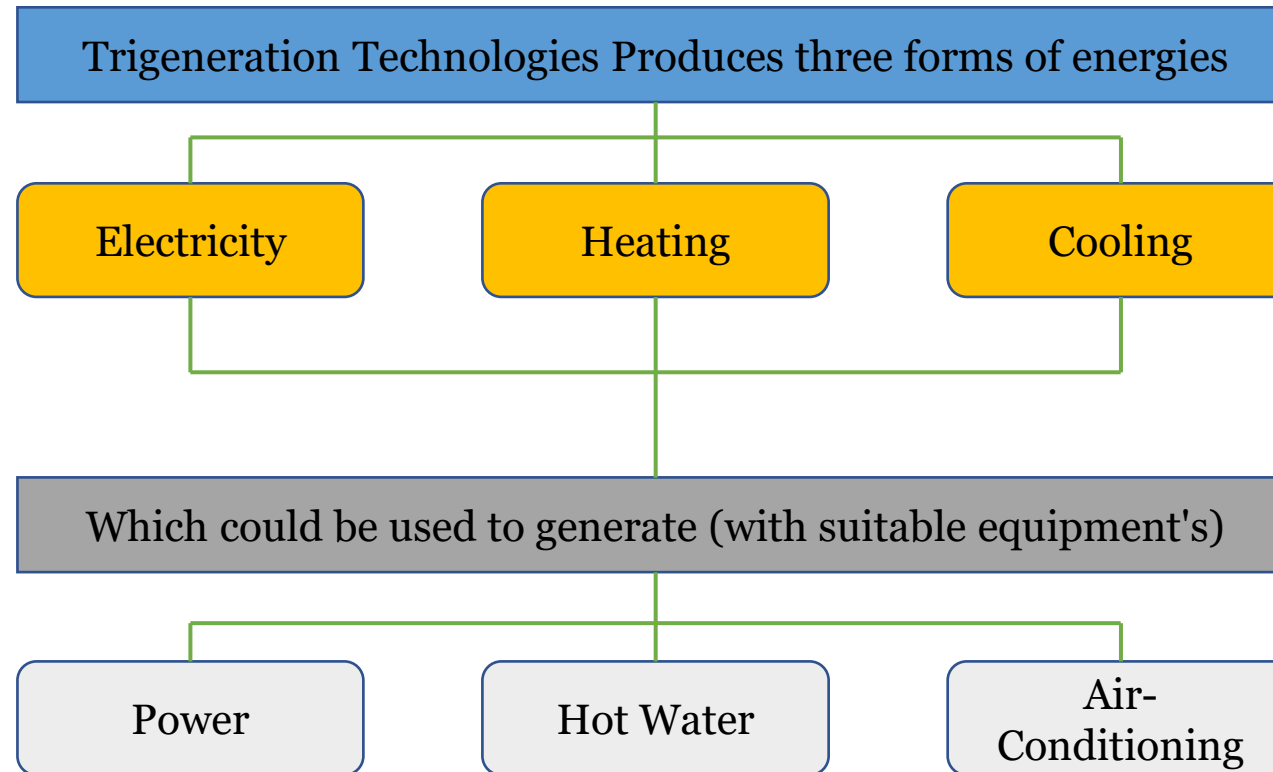 Trigeneration Technologies Produces three forms of energies
Electricity
Heating
Cooling
Which could be used to generate (with suitable equipment's)
Power
Hot Water
Air-
Conditioning